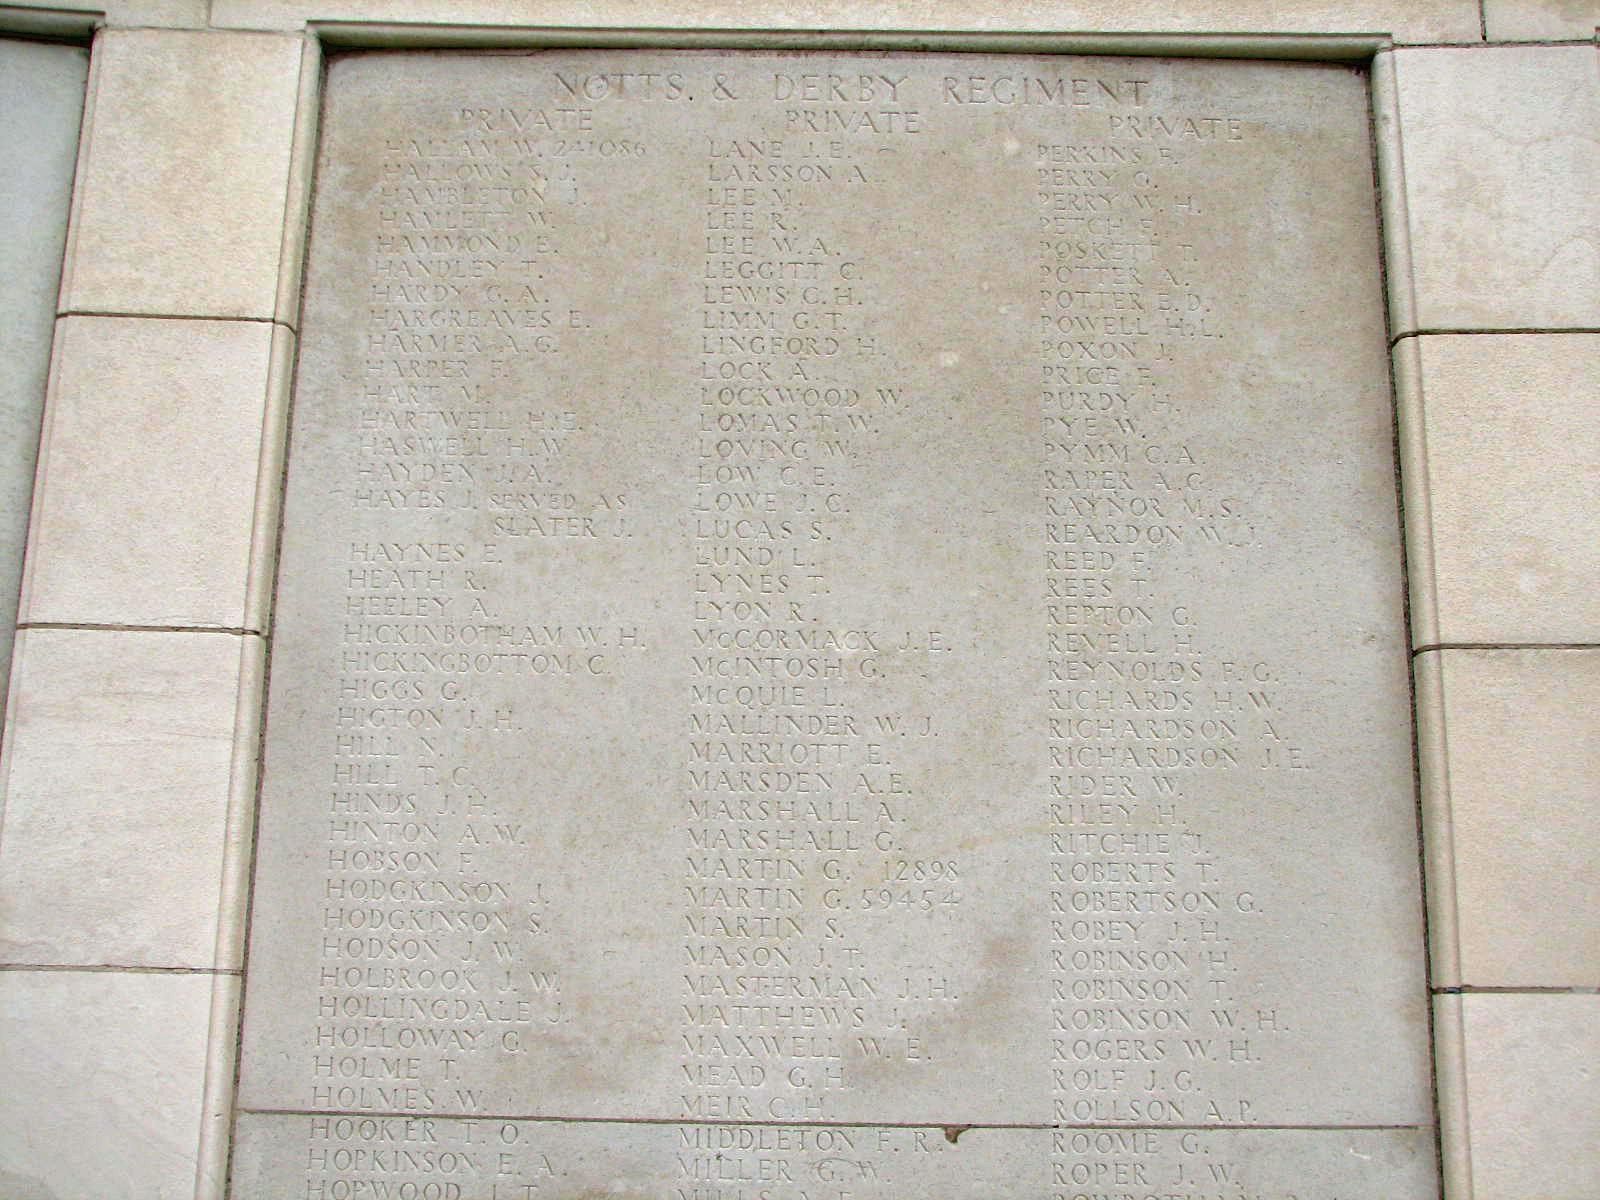 NOTTS. & DERBY REGIMENT
PRIVATE
HALLAM W. 241086
HALLOWS S. J.
HAMBLETON J.
HAMLETT W.
HAMMOND E.
HANDLEY T.
HARDY G. A.
HARGREAVES E.
HARMER A. G.
HARPER F.
HART M.
HARTWELL H. E.
HASWELL H. W.
HAYDEN J. A.
HAYES J. SERVED AS
SLATER J.
HAYNES E.
HEATH R.
HEELEY A.
HICKINBOTHAM W. H.
HICKINGBOTTOM C.
HIGGS G.
HIGTON J. H.
HILL N.
HILL T. C.
HINDS J. H.
HINTON A. W.
HOBSON F.
HODGKINSON J.
HODGKINSON S.
HODSON J. W.
HOLBROOK J. W.
HOLLINGDALE J.
HOLLOWAY G.
HOLME T.
HOLMES W.
HOOKER T. O.
HOPKINSON E. A.
HOPWOOD J. T.
PRIVATE
LANE J. E.
LARSSON A.
LEE M.
LEE R.
LEE W. A.
LEGGITT C.
LEWIS C. H.
LIMM G. T.
LINGFORD H.
LOCK A.
LOCKWOOD W.
LOMAS T. W.
LOVING W.
LOW C. E.
LOWE J. C.
LUCAS S.
LUND L.
LYNES T.
LYON R.
McCORMACK J. E.
McINTOSH G.
McQUIE L.
MALLINDER W. J.
MARRIOTT E.
MARSDEN A. E.
MARSHALL A.
MARSHALL G.
MARTIN G. 12898
MARTIN G. 59454
MARTIN S.
MASON J. T.
MASTERMAN J. H.
MATTHEWS J.
MAXWELL W. E.
MEAD G. H.
MEIR C. H.
MIDDLETON F. R.
MILLER G. W.
MILLS
PRIVATE
PERKINS F.
PERRY G.
PERRY W. H.
PETCH F.
POSKETT T.
POTTER A.
POTTER E. D.
POWELL H. L.
POXON J.
PRICE F.
PURDY H.
PYE W.
PYMM C. A.
RAPER A. G.
RAYNOR M. S.
REARDON W. J.
REED F.
REES T.
REPTON G.
REVELL H.
REYNOLDS F. G.
RICHARDS H. W.
RICHARDSON A.
RICHARDSON J. E.
RIDER W.
RILEY H.
RITCHIE J.
ROBERTS T.
ROBERTSON G.
ROBEY J. H.
ROBINSON H.
ROBINSON T.
ROBINSON W. H.
ROGERS W. H.
ROLF J. G.
ROLLSON A. P.
ROOME G.
ROPER J. W.